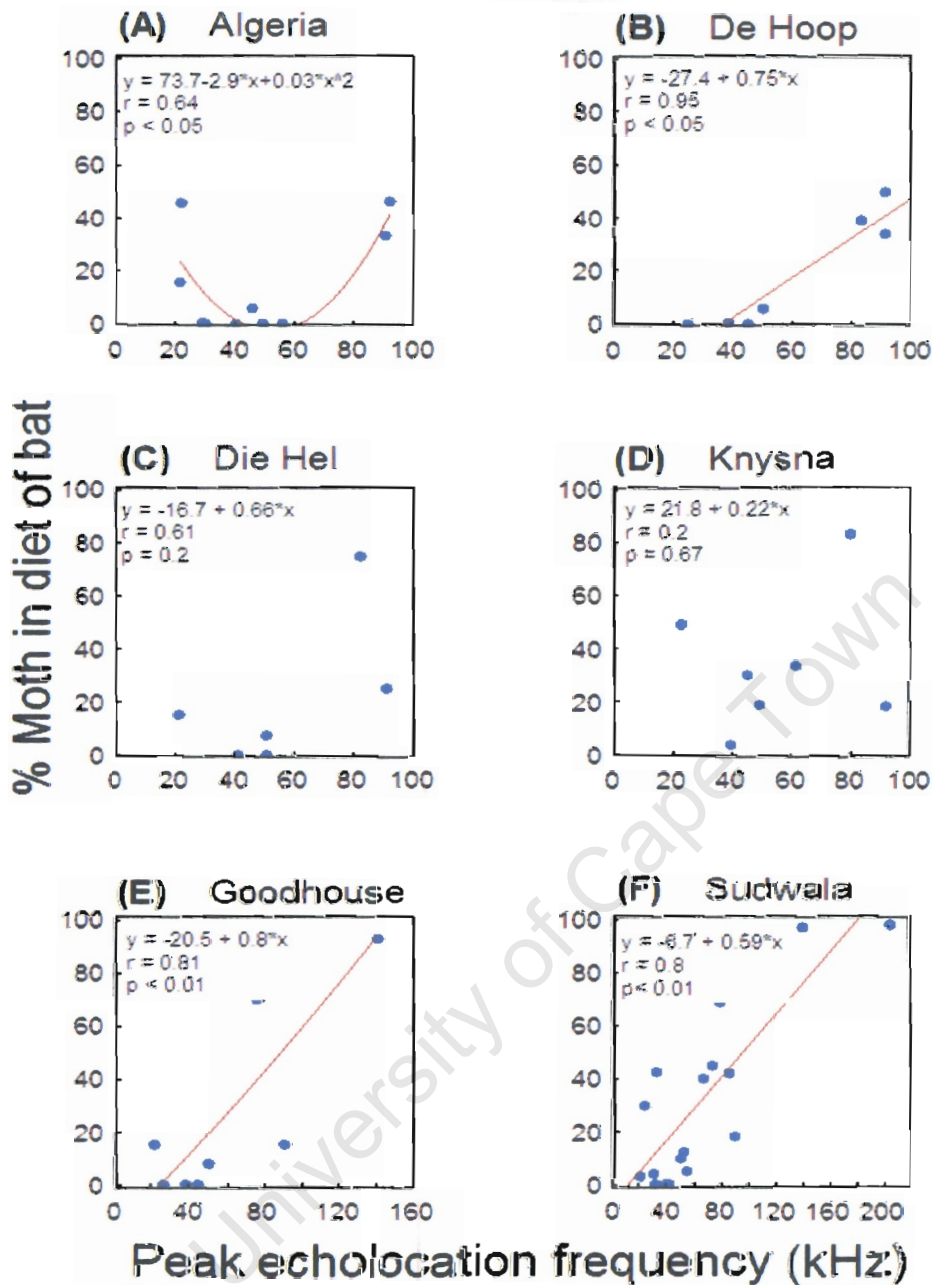 (A) Algeria
y = 73.7-2.9*x+0.03*x^2
r = 0.64
p < 0.05
100
80
60
40
20
0
0 20 40 60 80 100
(B) De Hoop
y = -27.4 + 0.75*x
r = 0.95
p < 0.05
100
80
60
40
20
0
0 20 40 60 80 100
% Moth in diet of bat
(C) Die Hel
y = -16.7 + 0.66*x
r = 0.61
p = 0.2
100
80
60
40
20
0
0 20 40 60 80 100
(D) Knysna
y = 21.8 + 0.22*x
r = 0.2
p = 0.67
100
80
60
40
20
0
0 20 40 60 80 100
(E) Goodhouse
y = -20.5 + 0.8*x
r = 0.81
p < 0.01
100
80
60
40
20
0
0 40 80 120 160
(F) Sudwala
y = -6.7 + 0.59*x
r = 0.8
p < 0.01
100
80
60
40
20
0
0 40 80 120 160 200
Peak echolocation frequency (kHz)
University of Cape Town